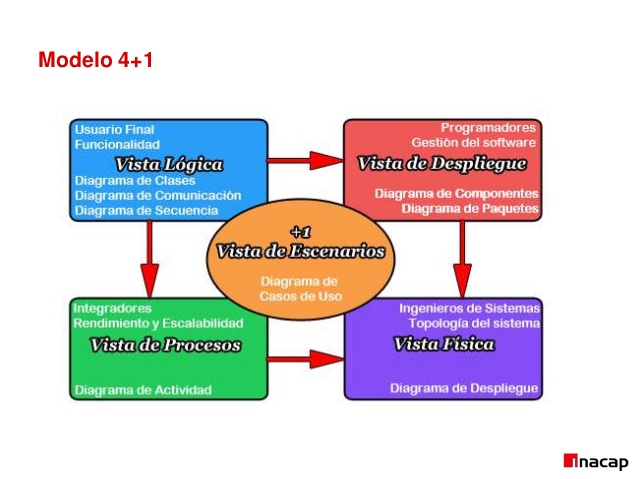 Modelo 4+1
Usuario Final
Funcionalidad
Vista Lógica
Diagrama de Clases
Diagrama de Comunicación
Diagrama de Secuencia
Programadores
Gestión del software
Vista de Despliegue
Diagrama de Componentes
Diagrama de Paquetes
+1
Vista de Escenarios
Diagrama de
Casos de Uso
Integradores
Rendimiento y Escalabilidad
Vista de Procesos
Diagrama de Actividad
Ingenieros de Sistemas
Topología del sistema
Vista Física
Diagrama de Despliegue
inacap